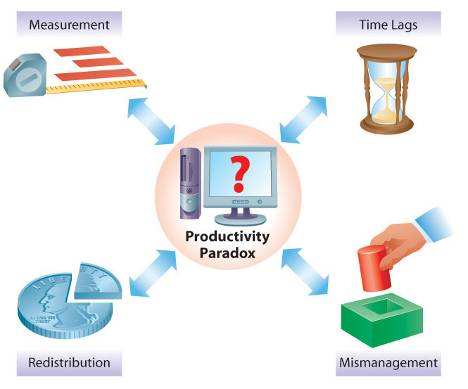 Measurement
Time Lags
?
Productivity
Paradox
Redistribution
Mismanagement